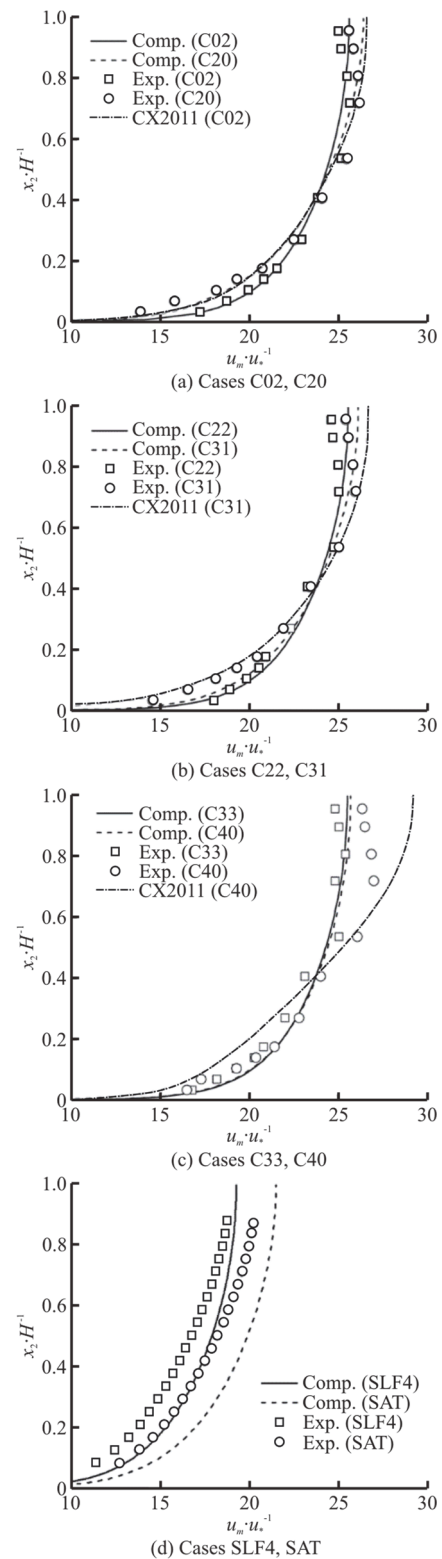 1.0
0.8
0.6
0.4
0.2
0
x₂·H⁻¹
Comp. (C02)
Comp. (C20)
Exp. (C02)
Exp. (C20)
CX2011 (C02)
10 15 20 25 30
uₘ·u*⁻¹
(a) Cases C02, C20
1.0
0.8
0.6
0.4
0.2
0
x₂·H⁻¹
Comp. (C22)
Comp. (C31)
Exp. (C22)
Exp. (C31)
CX2011 (C31)
10 15 20 25 30
uₘ·u*⁻¹
(b) Cases C22, C31
1.0
0.8
0.6
0.4
0.2
0
x₂·H⁻¹
Comp. (C33)
Comp. (C40)
Exp. (C33)
Exp. (C40)
CX2011 (C40)
10 15 20 25 30
uₘ·u*⁻¹
(c) Cases C33, C40
1.0
0.8
0.6
0.4
0.2
0
x₂·H⁻¹
Comp. (SLF4)
Comp. (SAT)
Exp. (SLF4)
Exp. (SAT)
10 15 20 25 30
uₘ·u*⁻¹
(d) Cases SLF4, SAT